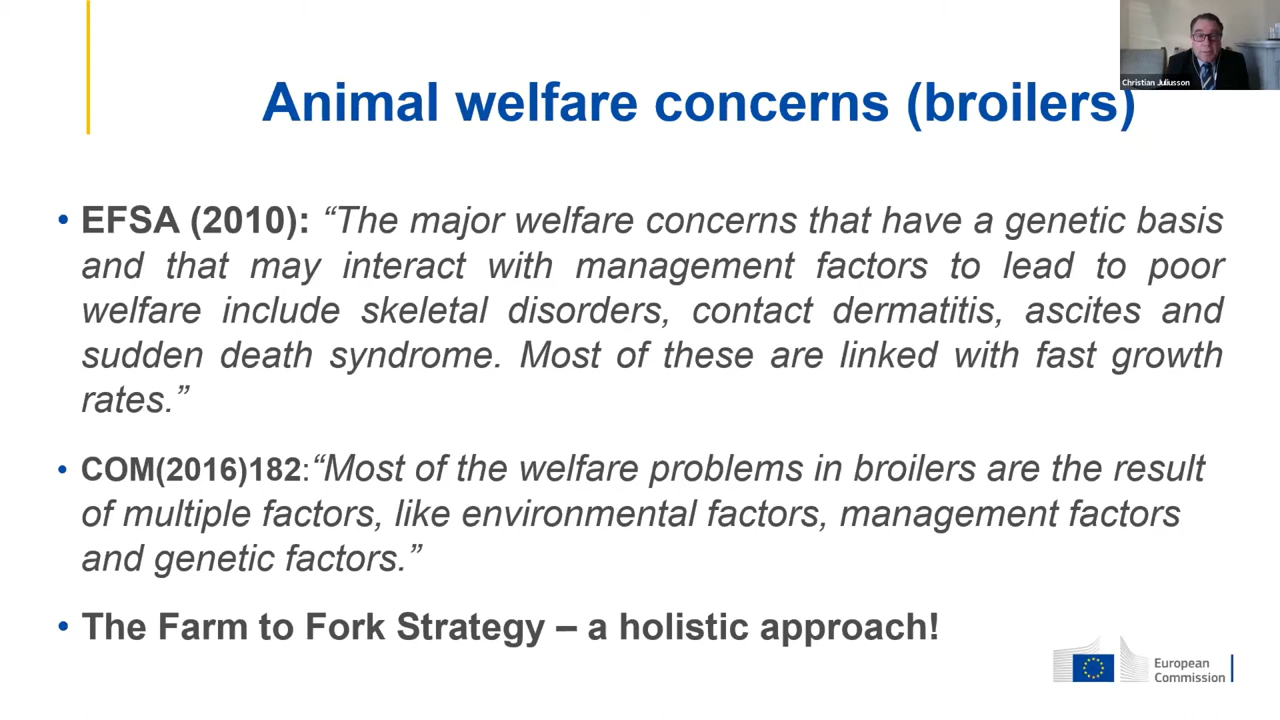 Christian Juliusson
Animal welfare concerns (broilers)
• EFSA (2010): “The major welfare concerns that have a genetic basis
and that may interact with management factors to lead to poor
welfare include skeletal disorders, contact dermatitis, ascites and
sudden death syndrome. Most of these are linked with fast growth
rates.”
• COM(2016)182:“Most of the welfare problems in broilers are the result
of multiple factors, like environmental factors, management factors
and genetic factors.”
• The Farm to Fork Strategy – a holistic approach!
European
Commission